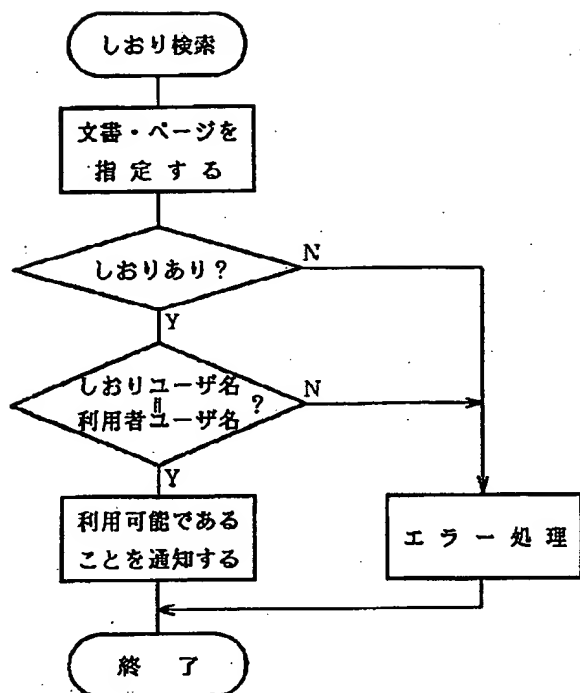 しおり検索
文書・ページを
指定する
しおりあり?
N
Y
しおりユーザ名
=
利用者ユーザ名
?
N
Y
利用可能である
ことを通知する
エラー処理
終了